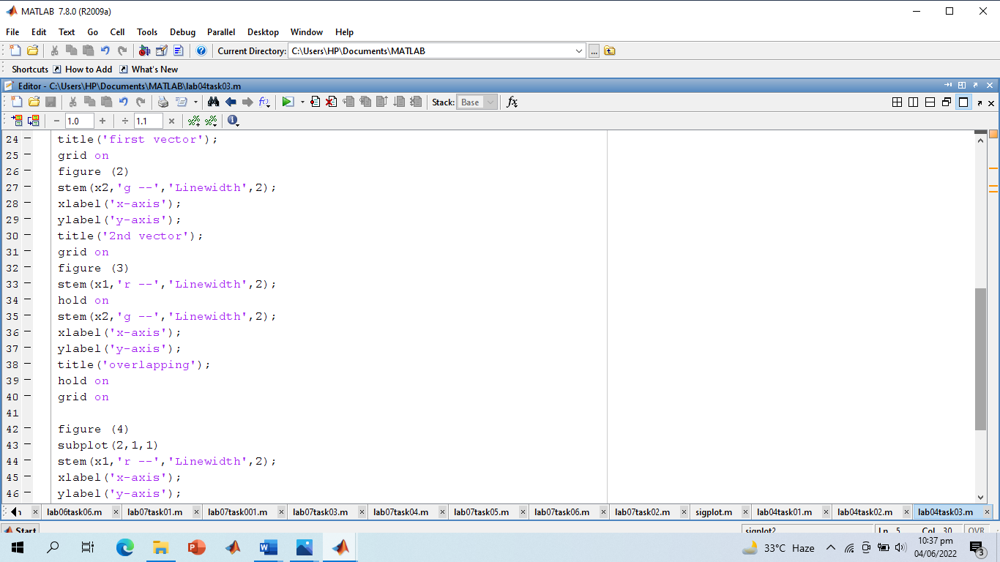 MATLAB 7.8.0 (R2009a)
File Edit Text Go Cell Tools Debug Parallel Desktop Window Help
Current Directory: C:\Users\HP\Documents\MATLAB ...
Shortcuts How to Add What's New
Editor - C:\Users\HP\Documents\MATLAB\lab04task03.m
Stack: Base fx
− 1.0 + ÷ 1.1 ×
24 − title('first vector');
25 − grid on
26 − figure (2)
27 − stem(x2,'g --','Linewidth',2);
28 − xlabel('x-axis');
29 − ylabel('y-axis');
30 − title('2nd vector');
31 − grid on
32 − figure (3)
33 − stem(x1,'r --','Linewidth',2);
34 − hold on
35 − stem(x2,'g --','Linewidth',2);
36 − xlabel('x-axis');
37 − ylabel('y-axis');
38 − title('overlapping');
39 − hold on
40 − grid on
41
42 − figure (4)
43 − subplot(2,1,1)
44 − stem(x1,'r --','Linewidth',2);
45 − xlabel('x-axis');
46 − ylabel('y-axis');
lab06task06.m lab07task01.m lab07task001.m lab07task03.m lab07task04.m lab07task05.m lab07task06.m lab07task02.m sigplot.m lab04task01.m lab04task02.m lab04task03.m
Start sigplot2 Ln 5 Col 30 OVR
33°C Haze 10:37 pm
04/06/2022 3